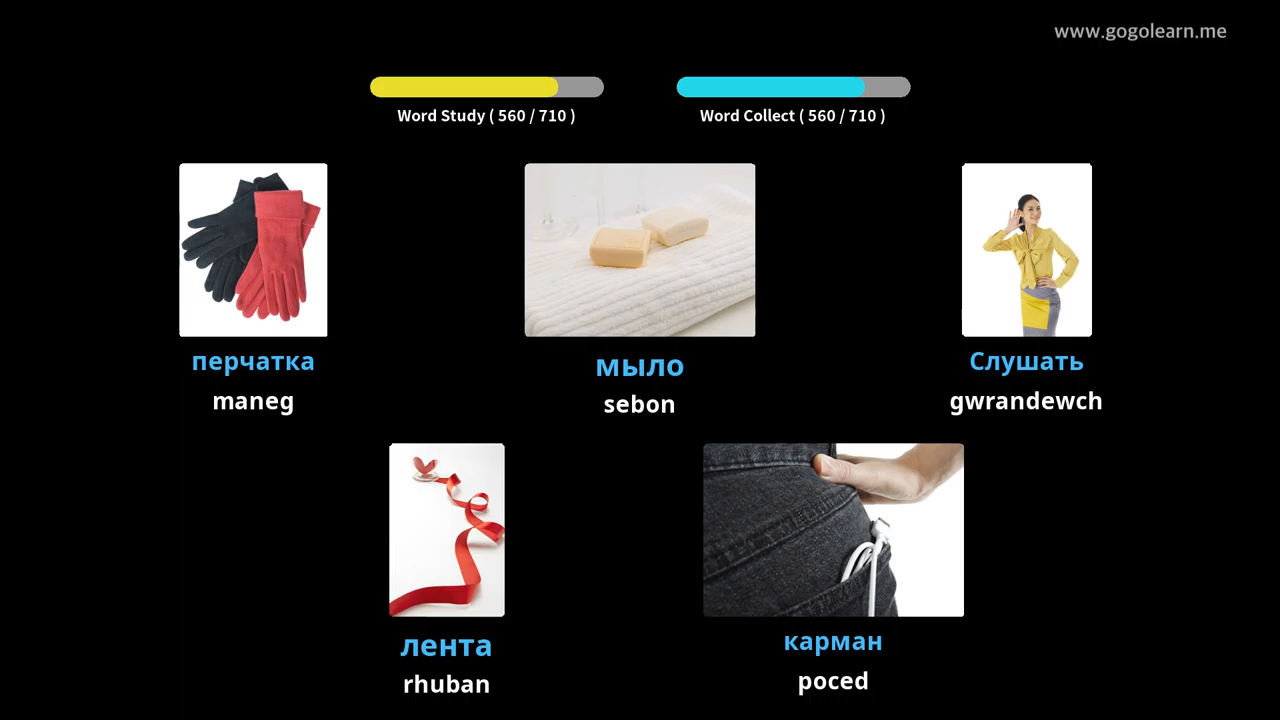 www.gogolearn.me
Word Study ( 560 / 710 )
Word Collect ( 560 / 710 )
перчатка
maneg
мыло
sebon
Слушать
gwrandewch
лента
rhuban
карман
poced